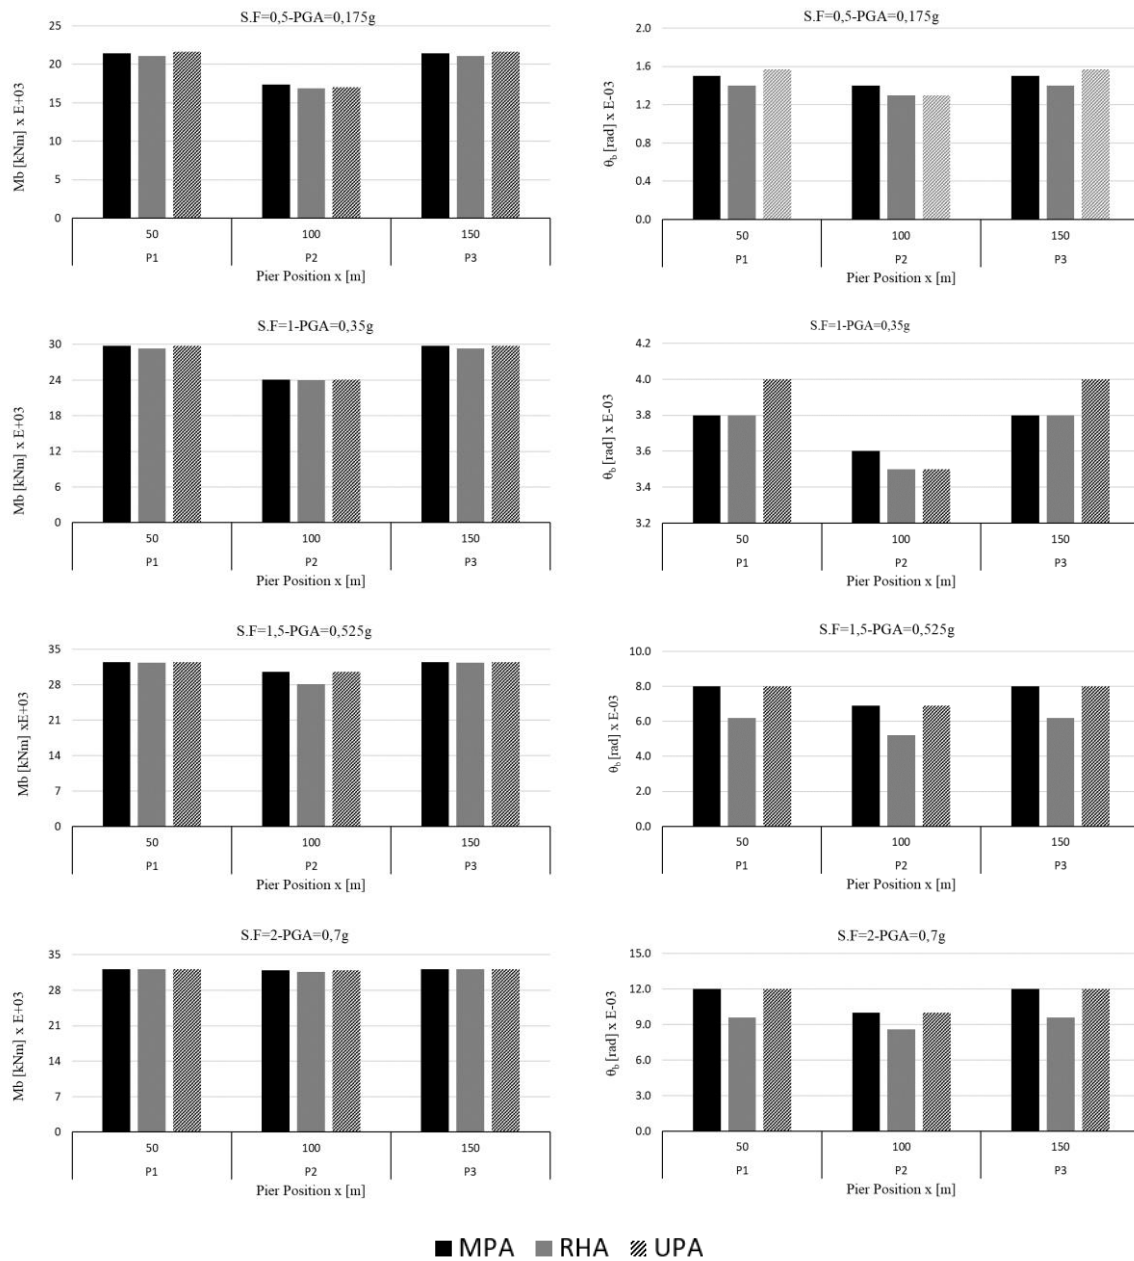 S.F=0,5-PGA=0,175g
Mb [kNm] x E+03
25
20
15
10
5
0
50 100 150
P1 P2 P3
Pier Position x [m]
S.F=0,5-PGA=0,175g
θb [rad] x E-03
2.0
1.6
1.2
0.8
0.4
0.0
50 100 150
P1 P2 P3
Pier Position x [m]
S.F=1-PGA=0,35g
Mb [kNm] x E+03
30
24
18
12
6
0
50 100 150
P1 P2 P3
Pier Position x [m]
S.F=1-PGA=0,35g
θb [rad] x E-03
4.2
4.0
3.8
3.6
3.4
3.2
50 100 150
P1 P2 P3
Pier Position x [m]
S.F=1,5-PGA=0,525g
Mb [kNm] xE+03
35
28
21
14
7
0
50 100 150
P1 P2 P3
Pier Position x [m]
S.F=1,5-PGA=0,525g
θb [rad] x E-03
10.0
8.0
6.0
4.0
2.0
0.0
50 100 150
P1 P2 P3
Pier Position x [m]
S.F=2-PGA=0,7g
Mb [kNm] x E+03
35
28
21
14
7
0
50 100 150
P1 P2 P3
Pier Position x [m]
S.F=2-PGA=0,7g
θb [rad] x E-03
15.0
12.0
9.0
6.0
3.0
0.0
50 100 150
P1 P2 P3
Pier Position x [m]
MPA RHA UPA